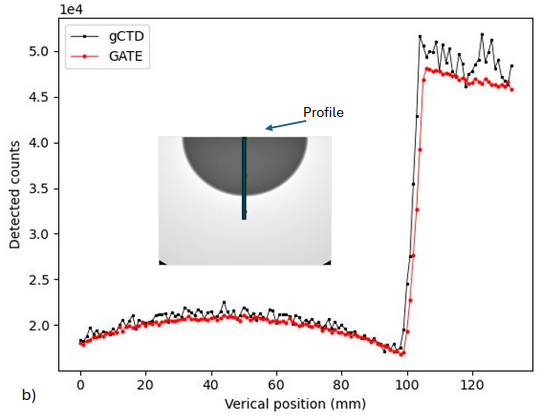 1e4
gCTD
GATE
Profile
5.0
4.5
4.0
3.5
3.0
2.5
2.0
Detected counts
0 20 40 60 80 100 120
Verical position (mm)
b)